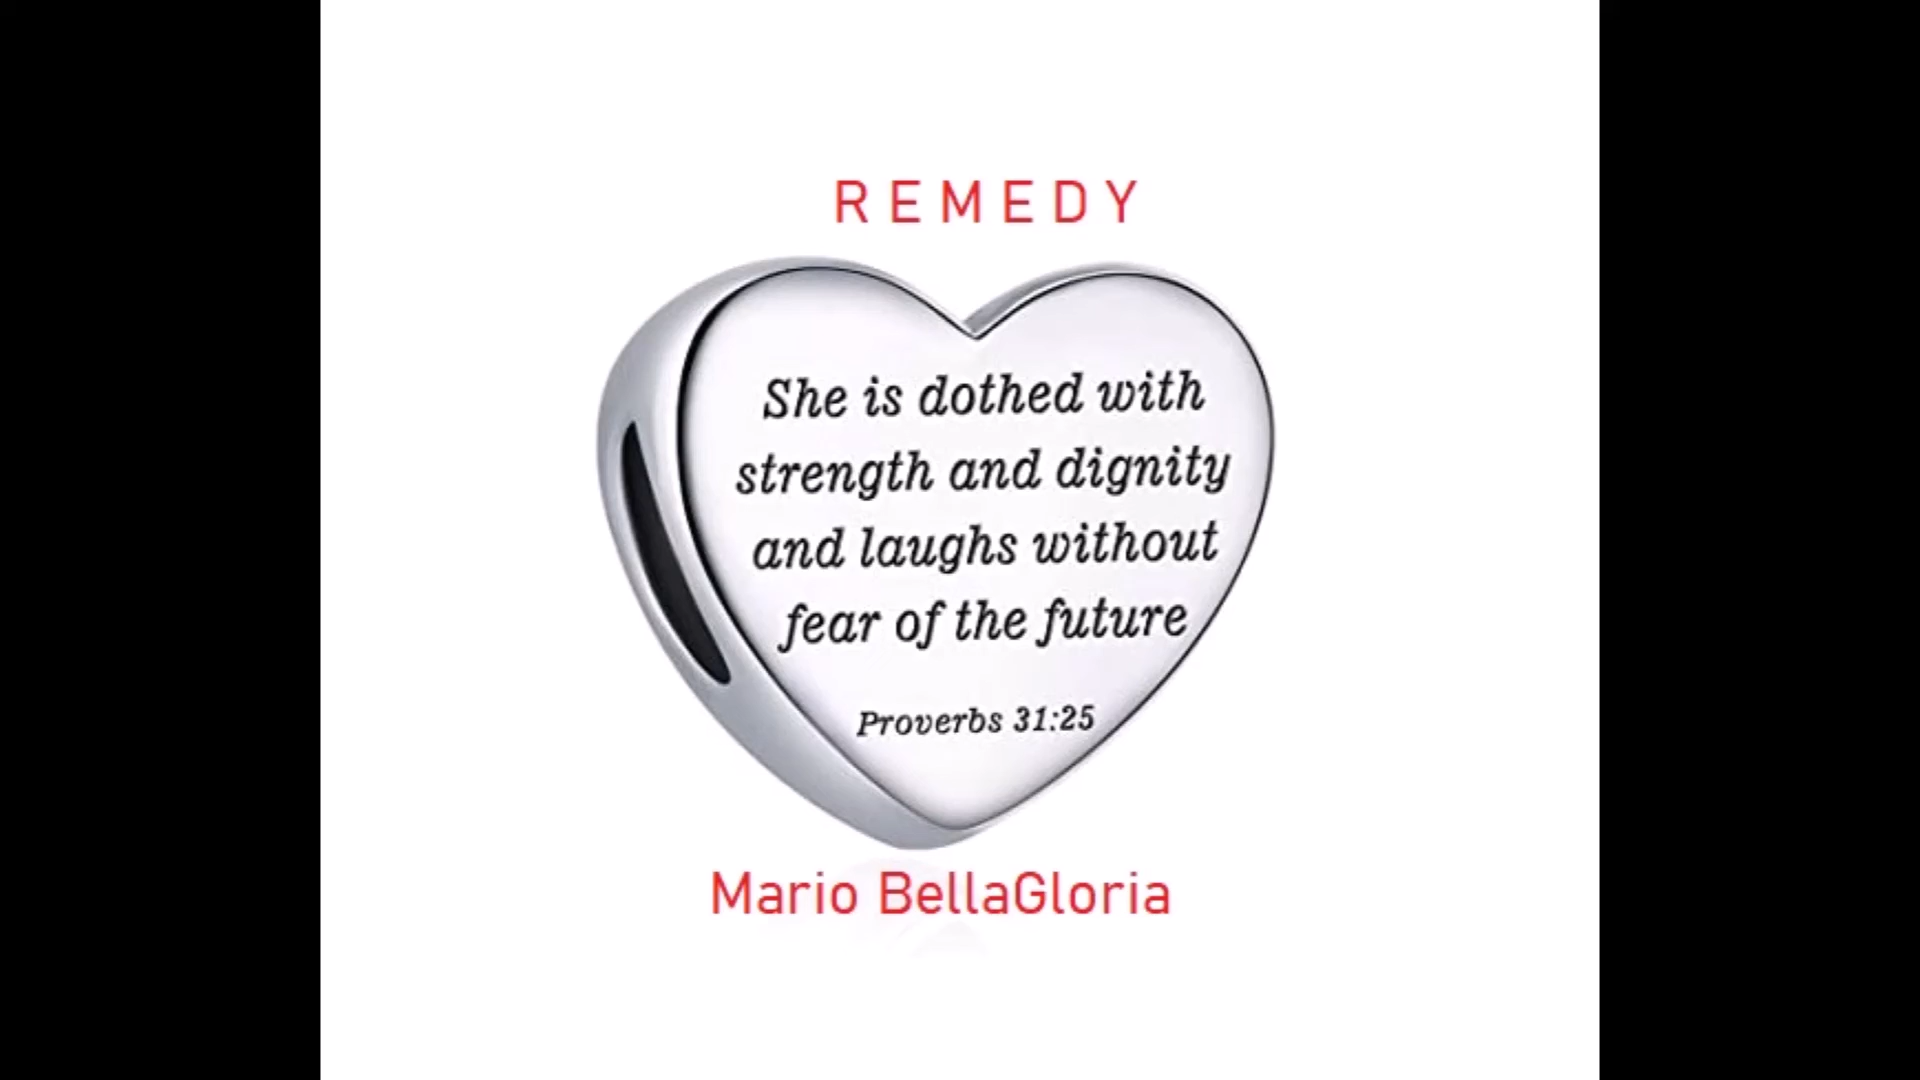 REMEDY
She is dothed with
strength and dignity
and laughs without
fear of the future
Proverbs 31:25
Mario BellaGloria